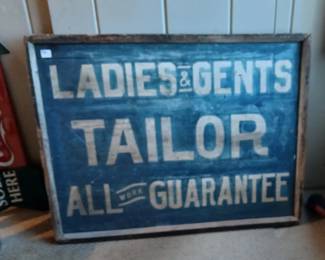 LADIES & GENTS
TAILOR
ALL WORK GUARANTEE
HERE